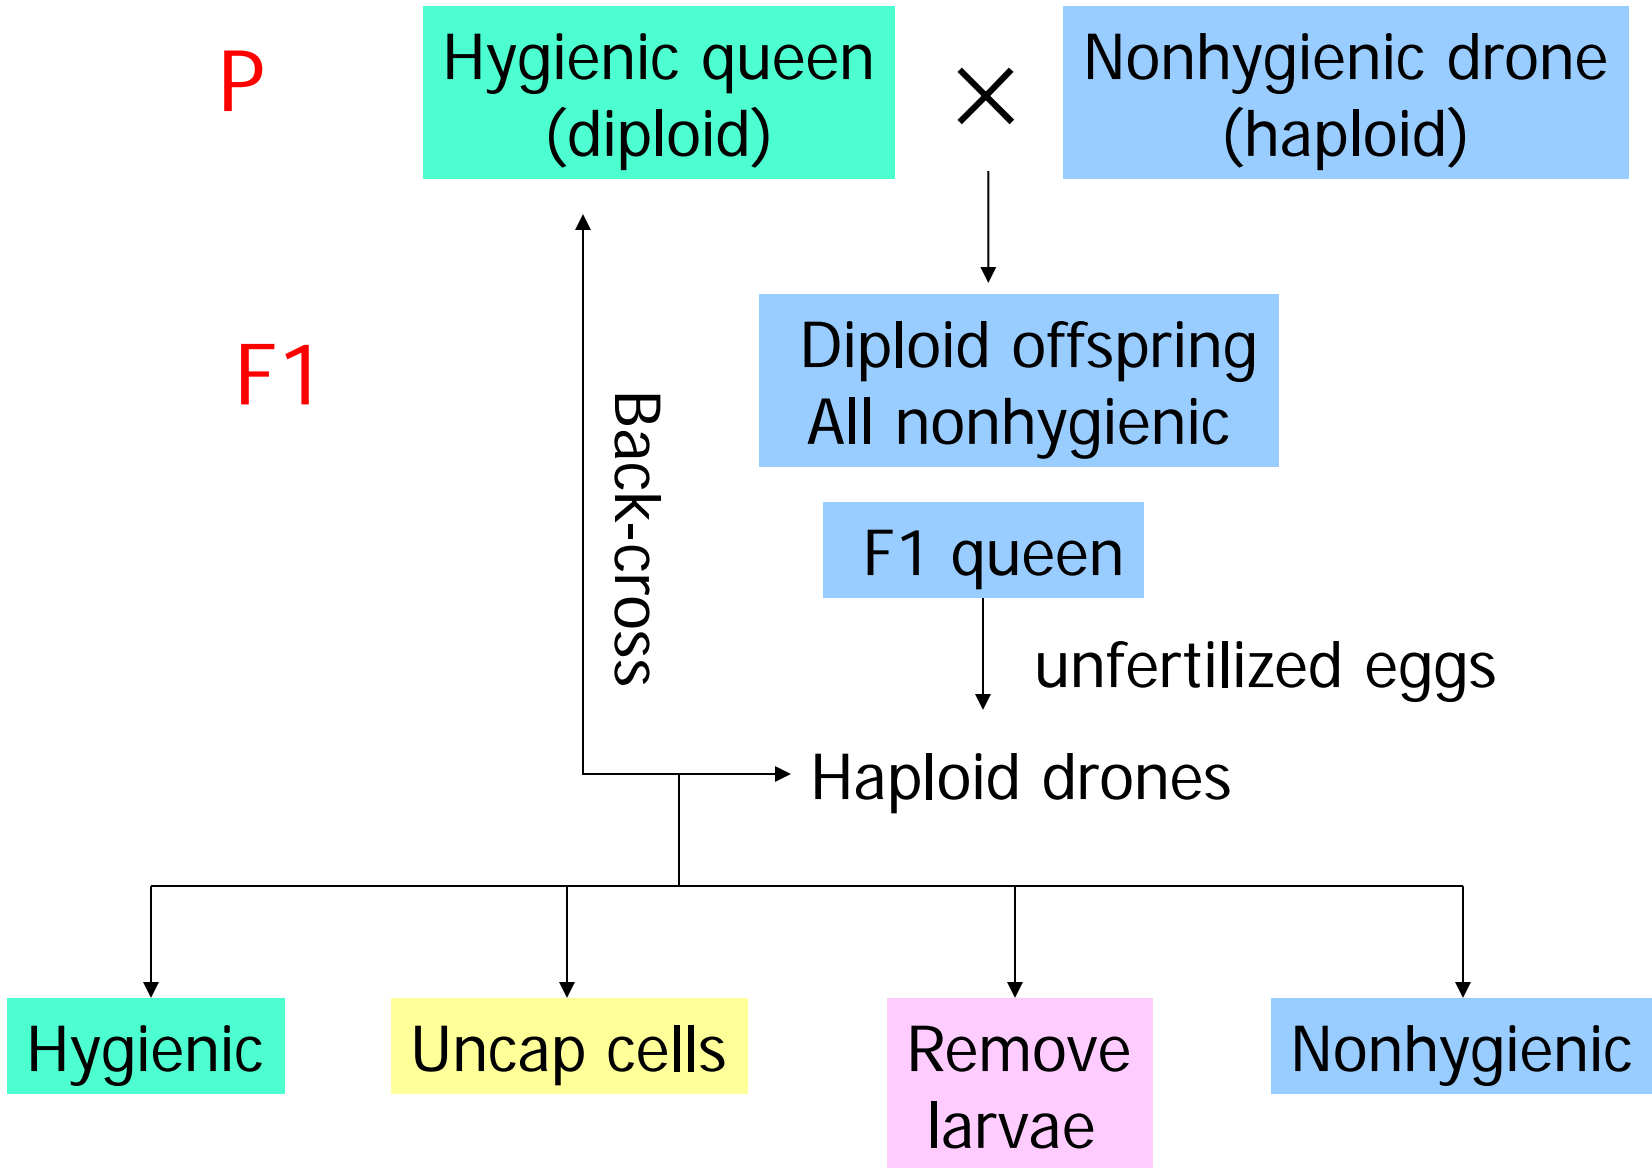 P
Hygienic queen
(diploid)
×
Nonhygienic drone
(haploid)
F1
Diploid offspring
All nonhygienic
Back-cross
F1 queen
unfertilized eggs
Haploid drones
Hygienic
Uncap cells
Remove
larvae
Nonhygienic